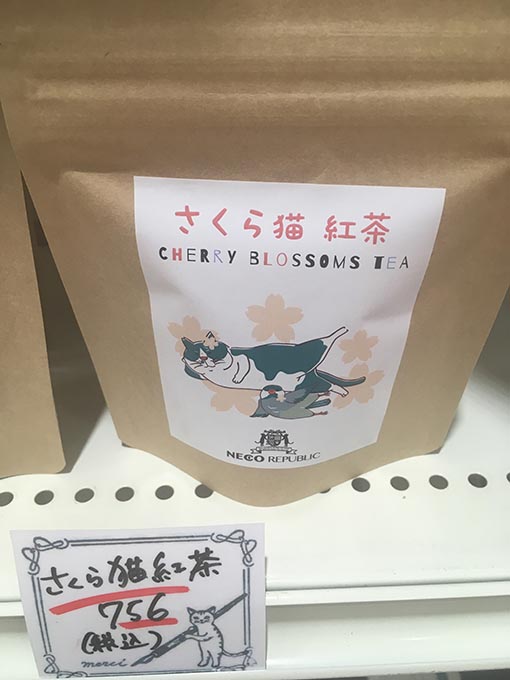 さくら猫 紅茶
CHERRY BLOSSOMS TEA
NECO REPUBLIC
さくら猫紅茶
756
(税込)
merci